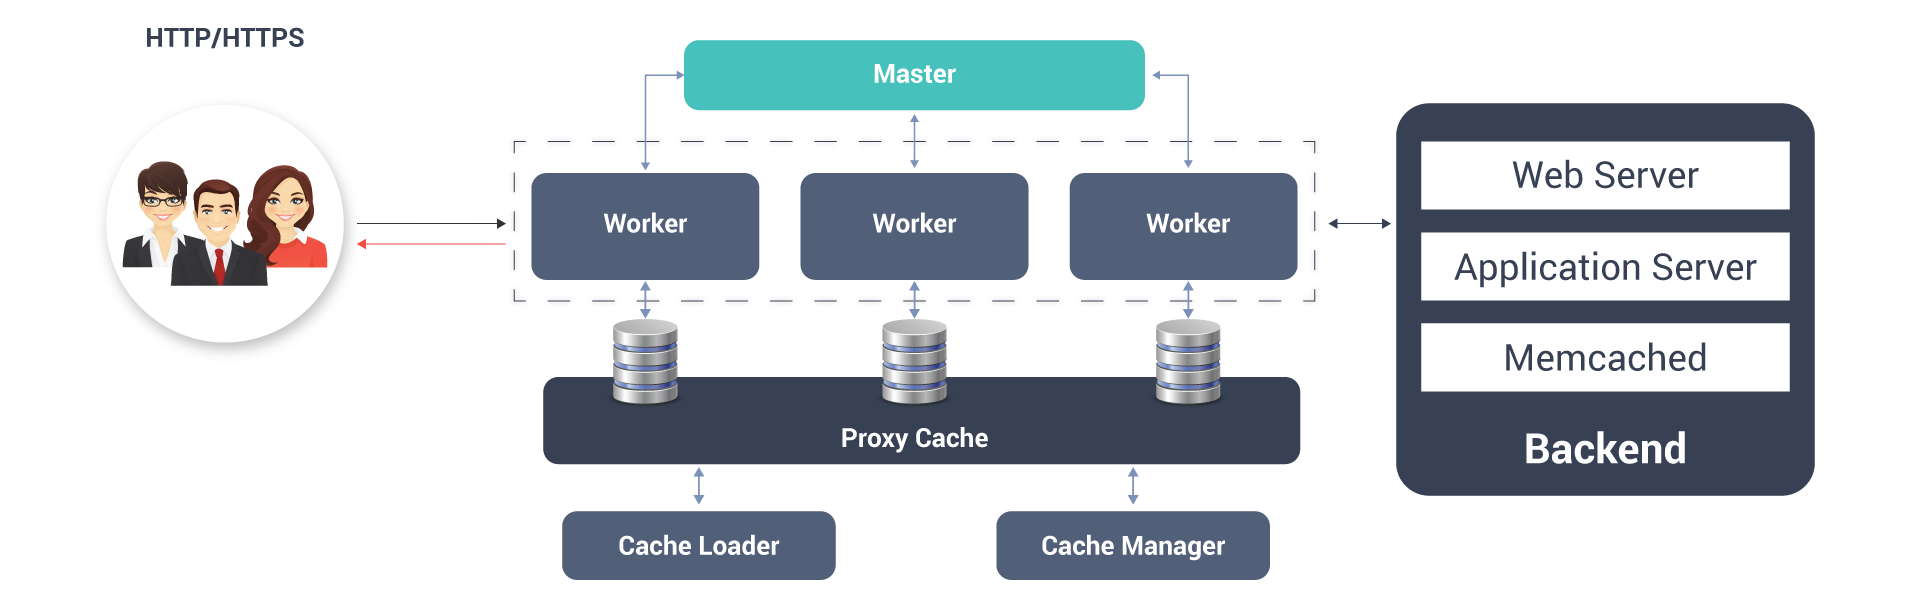 HTTP/HTTPS
Master
Worker
Worker
Worker
Proxy Cache
Cache Loader
Cache Manager
Web Server
Application Server
Memcached
Backend